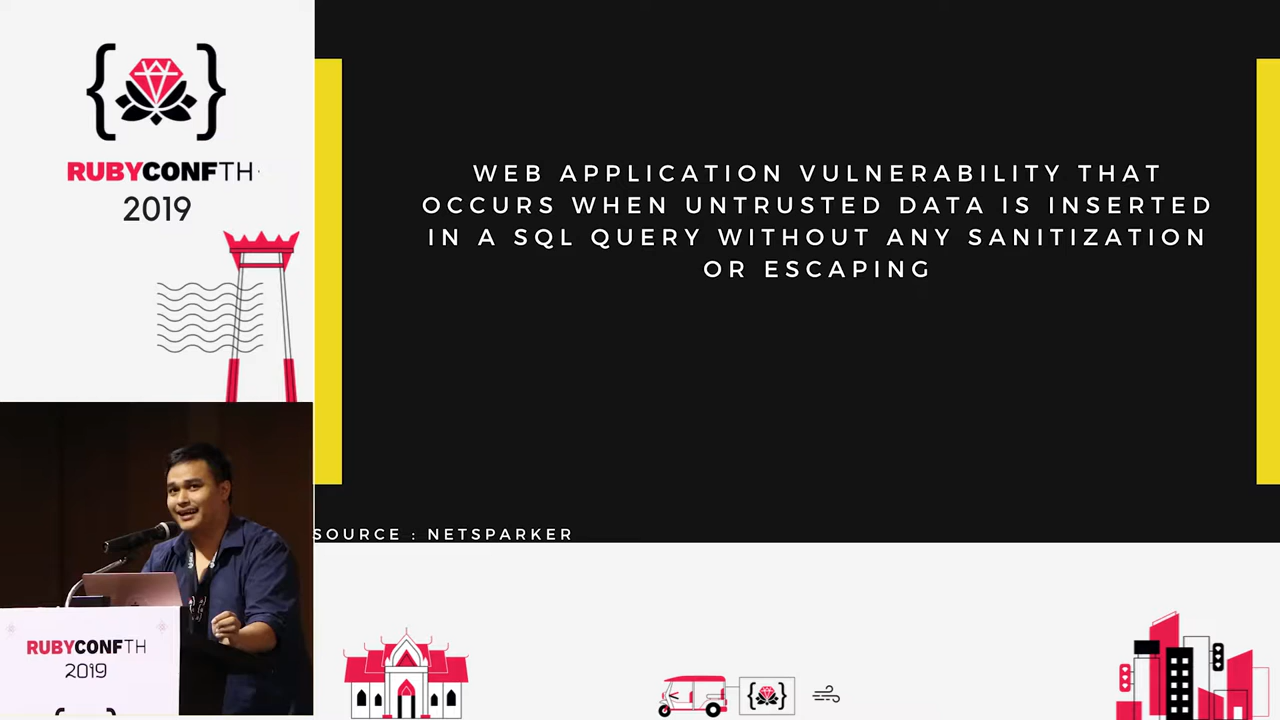 RUBYCONFTH
2019
WEB APPLICATION VULNERABILITY THAT
OCCURS WHEN UNTRUSTED DATA IS INSERTED
IN A SQL QUERY WITHOUT ANY SANITIZATION
OR ESCAPING
SOURCE : NETSPARKER
RUBYCONFTH
2019